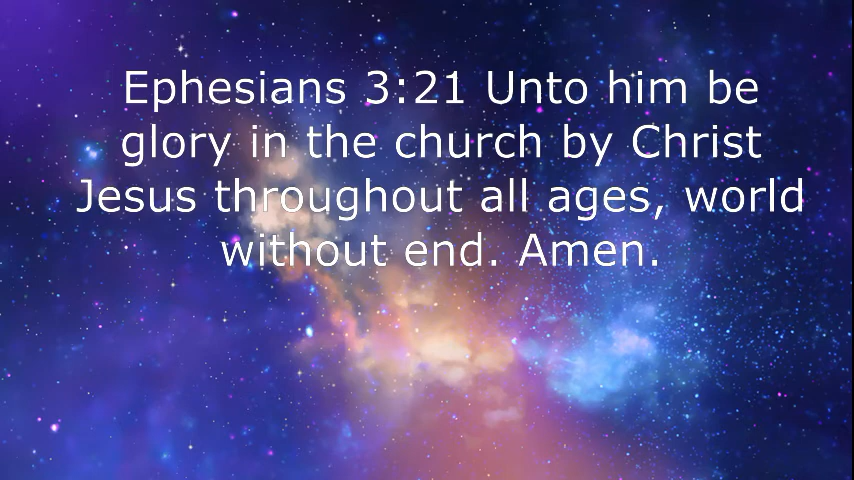 Ephesians 3:21 Unto him be
glory in the church by Christ
Jesus throughout all ages, world
without end. Amen.